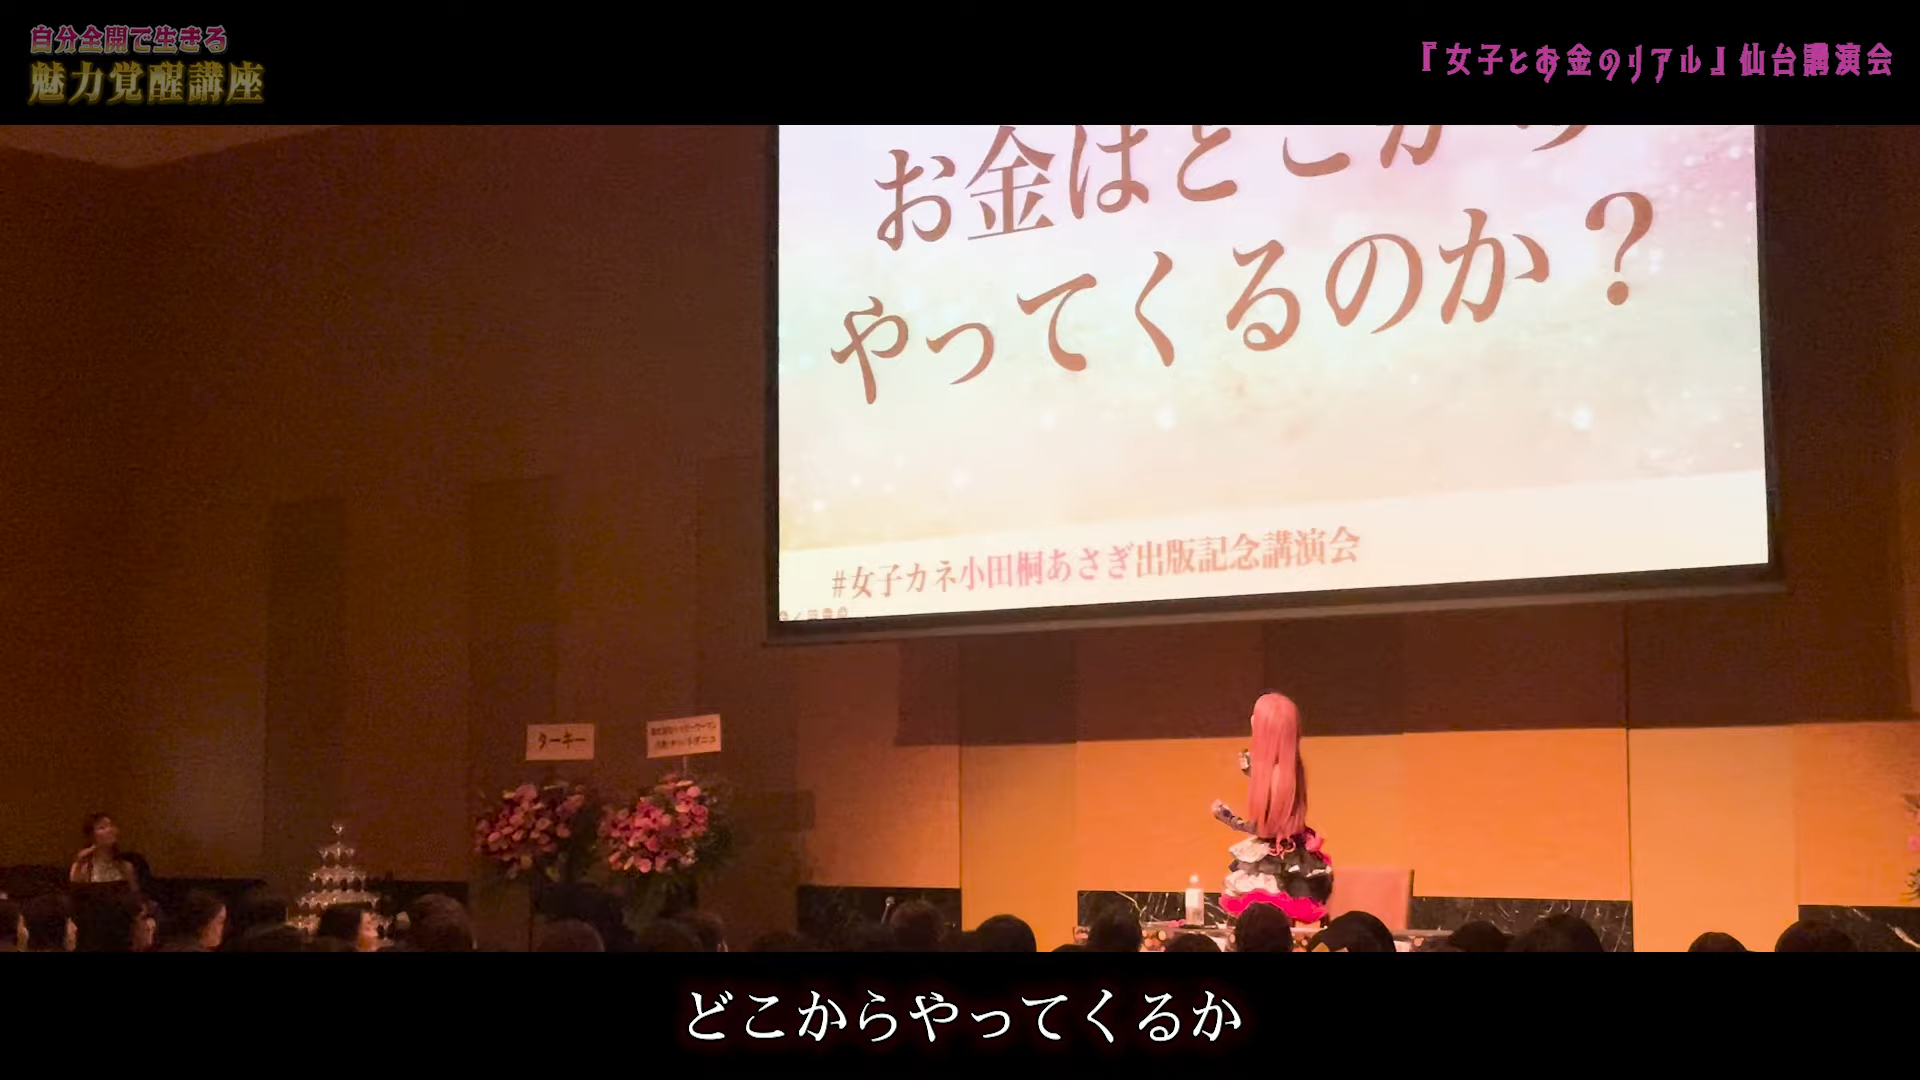 自分全開で生きる
魅力覚醒講座
『女子とお金のリアル』仙台講演会
お金はどこから
やってくるのか？
#女子カネ小田桐あさぎ出版記念講演会
ターキー
どこからやってくるか